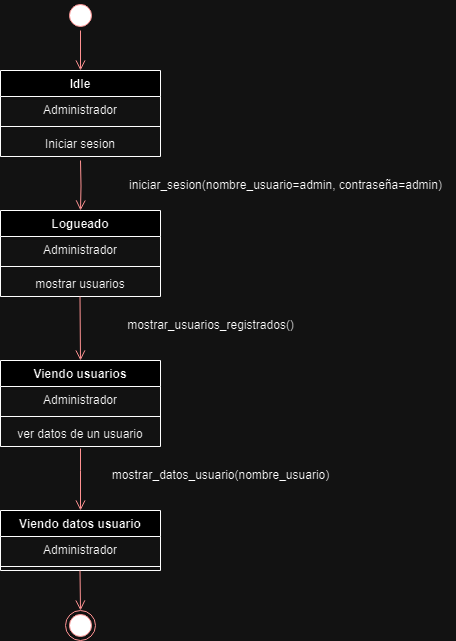 Idle
Administrador
Iniciar sesion
iniciar_sesion(nombre_usuario=admin, contraseña=admin)
Logueado
Administrador
mostrar usuarios
mostrar_usuarios_registrados()
Viendo usuarios
Administrador
ver datos de un usuario
mostrar_datos_usuario(nombre_usuario)
Viendo datos usuario
Administrador